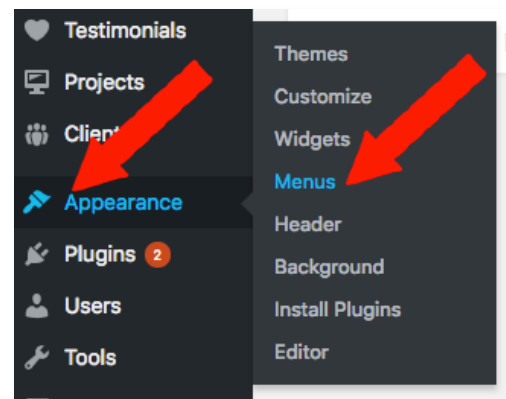 Testimonials
Projects
Appearance
Plugins 2
Users
Tools
Themes
Customize
Widgets
Menus
Header
Background
Install Plugins
Editor